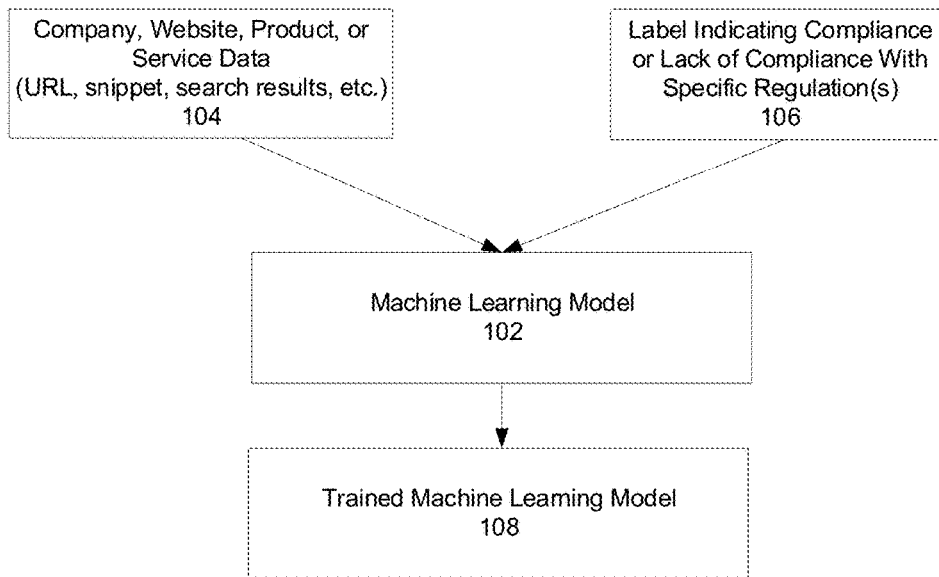 Company, Website, Product, or
Service Data
(URL, snippet, search results, etc.)
104
Label Indicating Compliance
or Lack of Compliance With
Specific Regulation(s)
106
Machine Learning Model
102
Trained Machine Learning Model
108